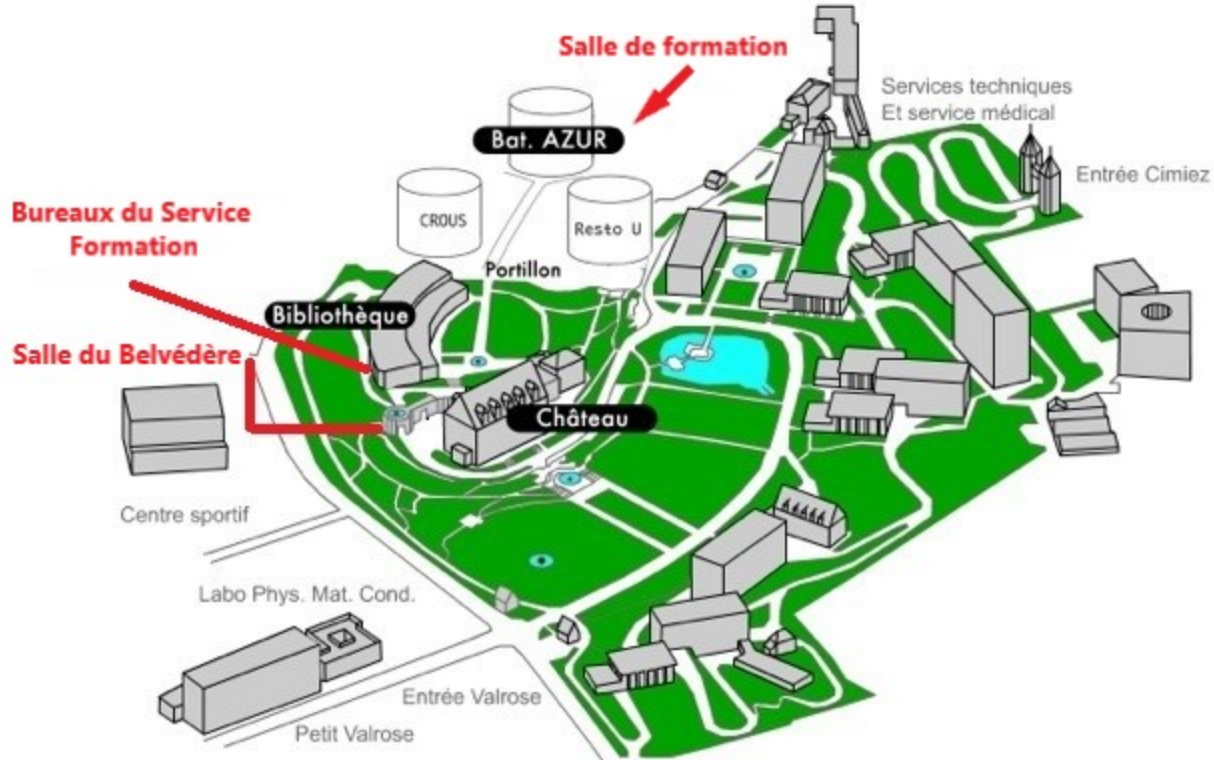 Salle de formation
Services techniques
Et service médical
Bat. AZUR
Entrée Cimiez
Bureaux du Service
Formation
CROUS
Resto U
Portillon
Bibliothèque
Salle du Belvédère
Château
Centre sportif
Labo Phys. Mat. Cond.
Entrée Valrose
Petit Valrose